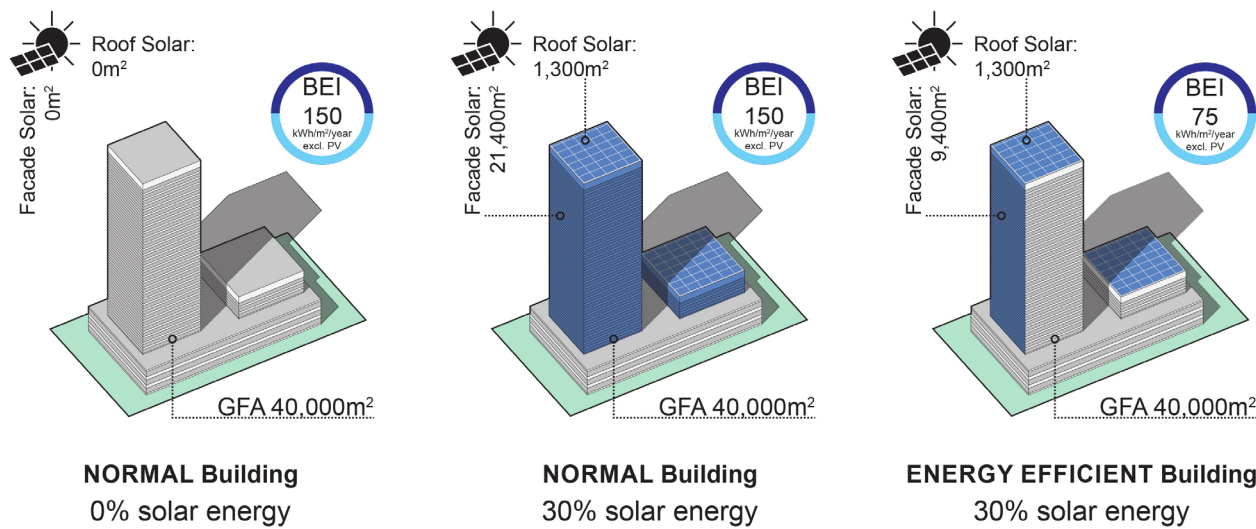 Roof Solar:
0m²
Facade Solar:
0m²
BEI
150
kWh/m²/year
excl. PV
GFA 40,000m²
NORMAL Building
0% solar energy
Roof Solar:
1,300m²
Facade Solar:
21,400m²
BEI
150
kWh/m²/year
excl. PV
GFA 40,000m²
NORMAL Building
30% solar energy
Roof Solar:
1,300m²
Facade Solar:
9,400m²
BEI
75
kWh/m²/year
excl. PV
GFA 40,000m²
ENERGY EFFICIENT Building
30% solar energy